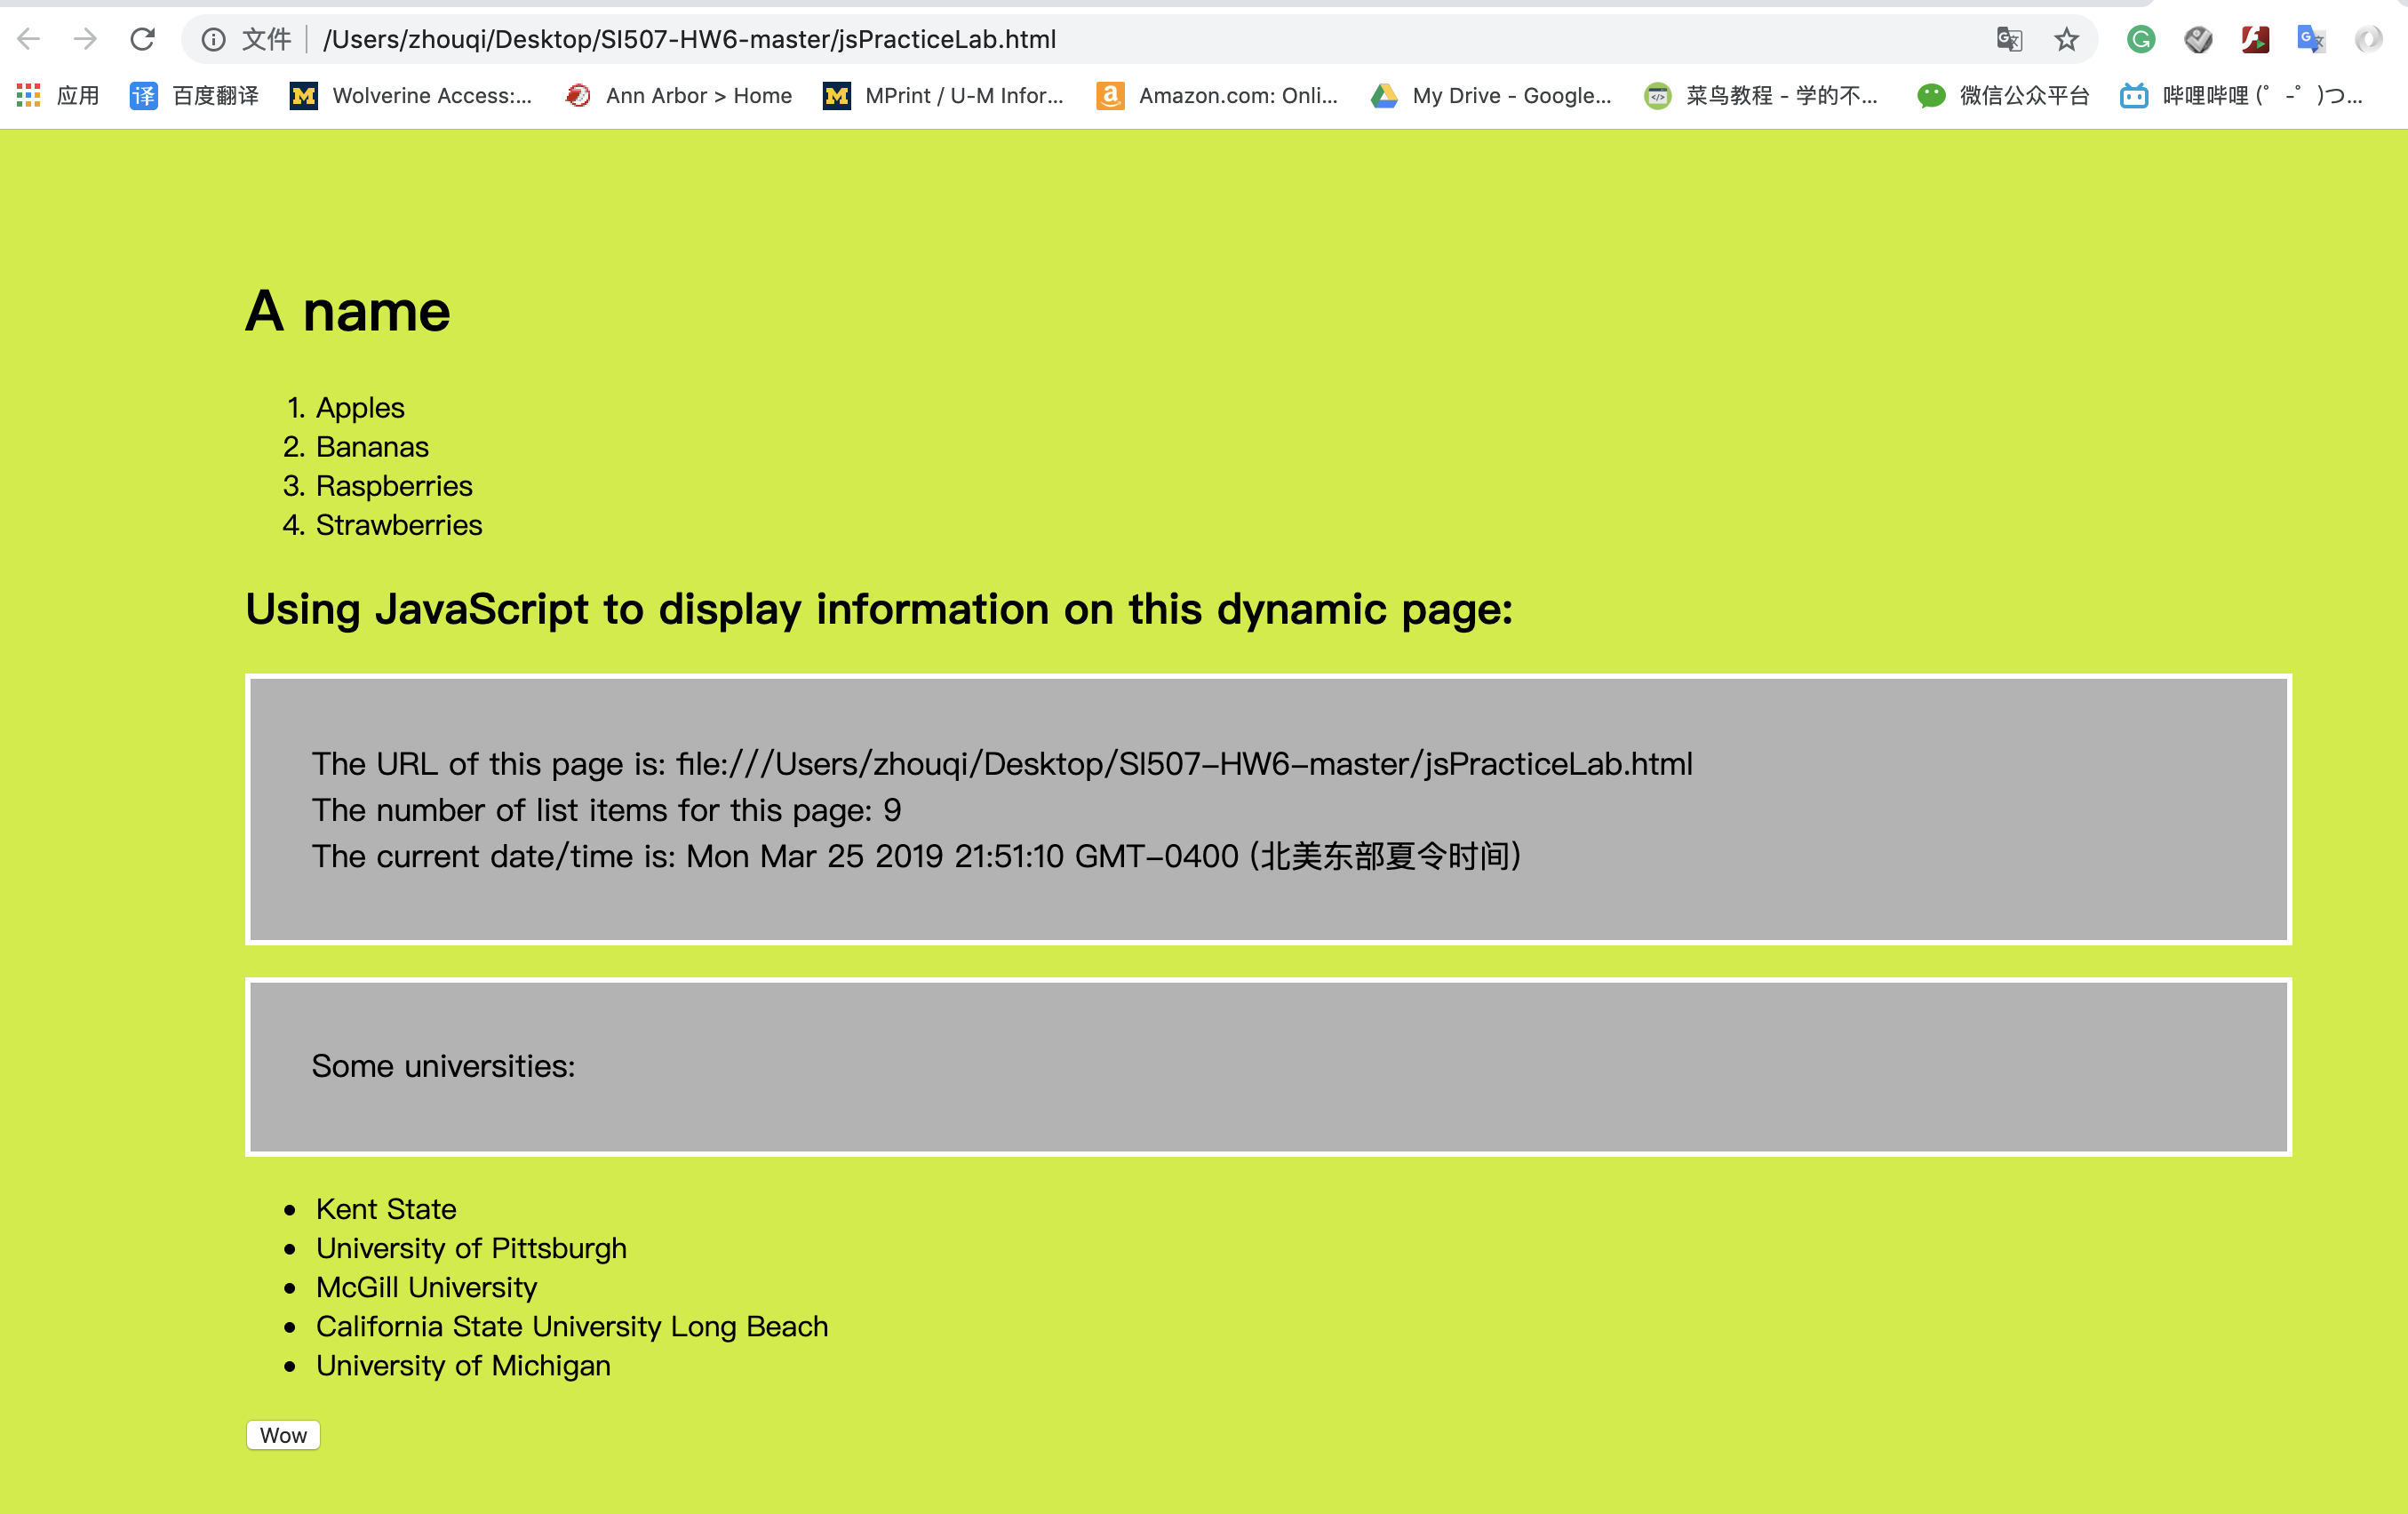 文件 /Users/zhouqi/Desktop/SI507-HW6-master/jsPracticeLab.html
应用 译 百度翻译 Wolverine Access:... Ann Arbor > Home MPrint / U-M Infor... Amazon.com: Onli... My Drive - Google... 菜鸟教程 - 学的不... 微信公众平台 哔哩哔哩 (゜-゜)つ...
A name
1. Apples
2. Bananas
3. Raspberries
4. Strawberries
Using JavaScript to display information on this dynamic page:
The URL of this page is: file:///Users/zhouqi/Desktop/SI507-HW6-master/jsPracticeLab.html
The number of list items for this page: 9
The current date/time is: Mon Mar 25 2019 21:51:10 GMT-0400 (北美东部夏令时间)
Some universities:
• Kent State
• University of Pittsburgh
• McGill University
• California State University Long Beach
• University of Michigan
Wow